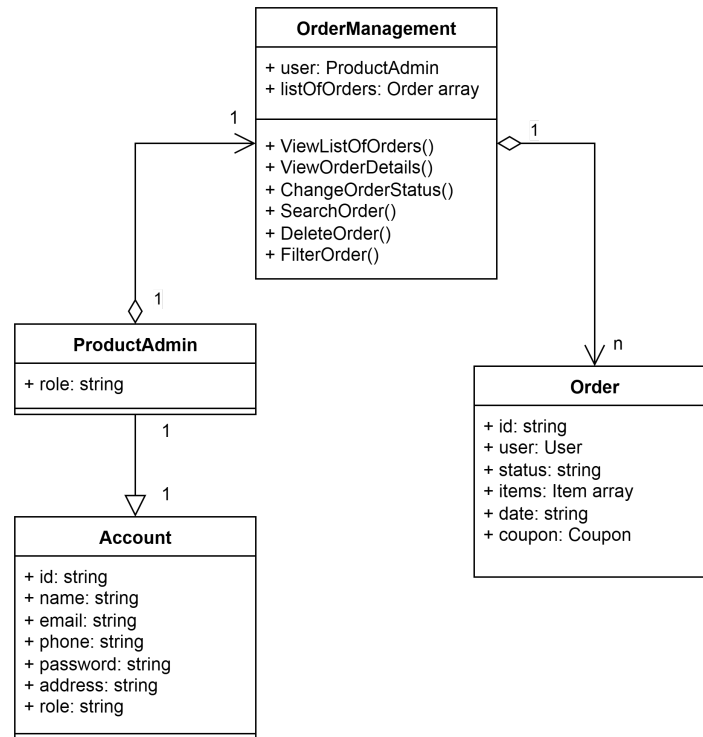 OrderManagement
+ user: ProductAdmin
+ listOfOrders: Order array
1
1
+ ViewListOfOrders()
+ ViewOrderDetails()
+ ChangeOrderStatus()
+ SearchOrder()
+ DeleteOrder()
+ FilterOrder()
1
ProductAdmin
+ role: string
n
Order
+ id: string
+ user: User
+ status: string
+ items: Item array
+ date: string
+ coupon: Coupon
1
1
Account
+ id: string
+ name: string
+ email: string
+ phone: string
+ password: string
+ address: string
+ role: string